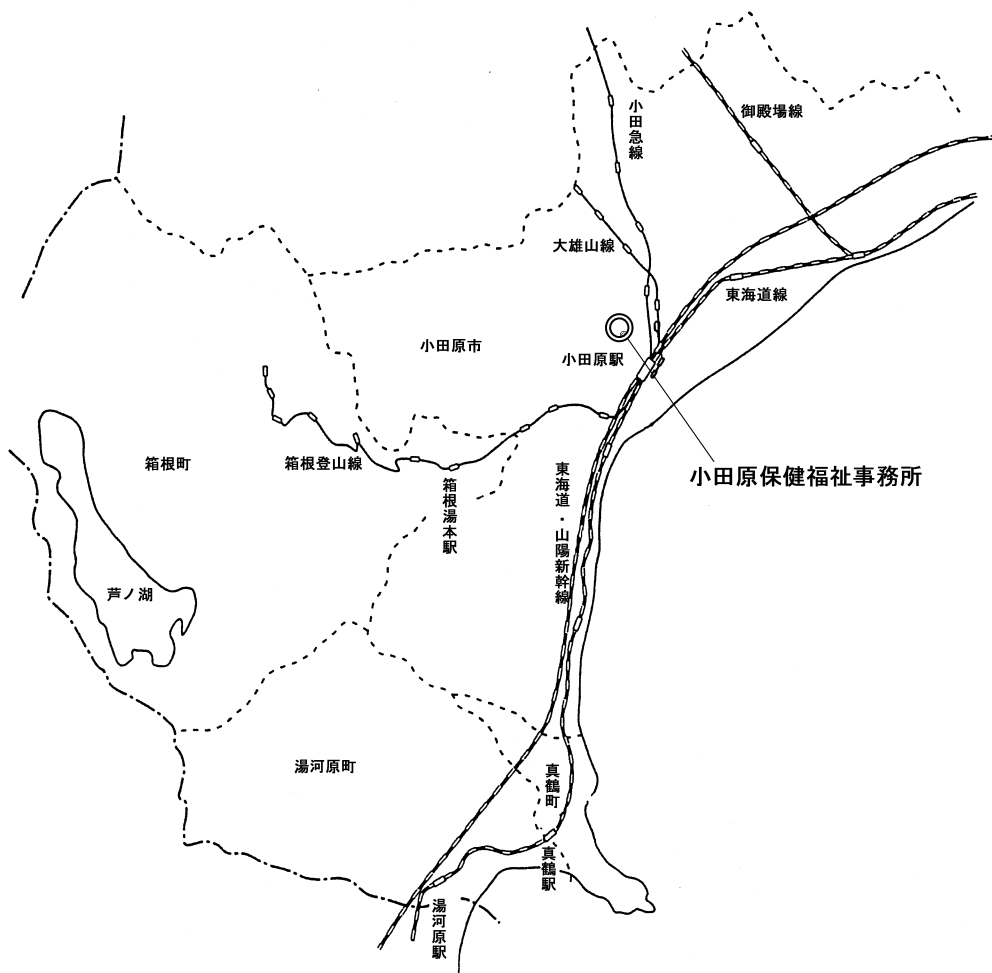 小田急線
御殿場線
大雄山線
東海道線
小田原市
小田原駅
箱根町
箱根登山線
箱根湯本駅
東海道・山陽新幹線
小田原保健福祉事務所
芦ノ湖
湯河原町
真鶴町
真鶴駅
湯河原駅